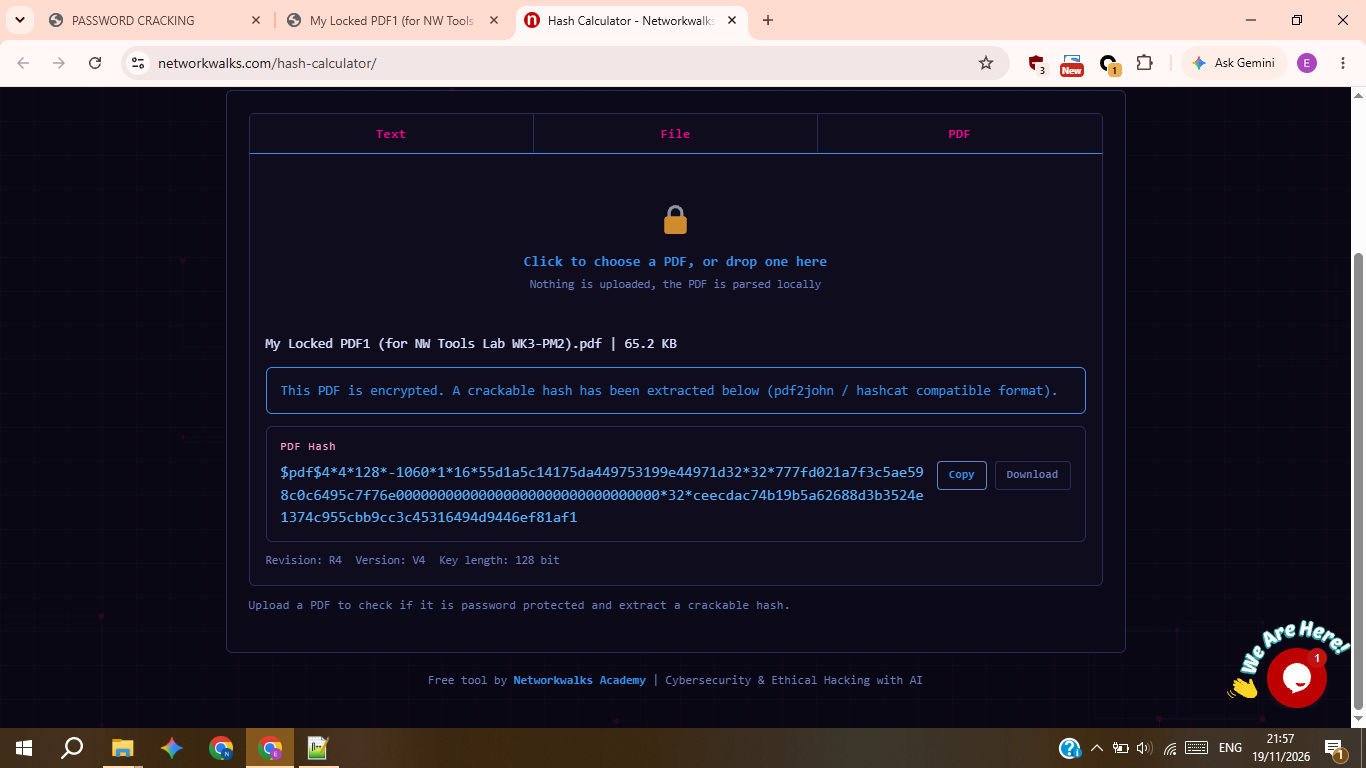 PASSWORD CRACKING
My Locked PDF1 (for NW Tools
Hash Calculator - Networkwalks
networkwalks.com/hash-calculator/
3
New
1
Ask Gemini
E
Text
File
PDF
Click to choose a PDF, or drop one here
Nothing is uploaded, the PDF is parsed locally
My Locked PDF1 (for NW Tools Lab WK3-PM2).pdf | 65.2 KB
This PDF is encrypted. A crackable hash has been extracted below (pdf2john / hashcat compatible format).
PDF Hash
$pdf$4*4*128*-1060*1*16*55d1a5c14175da449753199e44971d32*32*777fd021a7f3c5ae59
8c0c6495c7f76e00000000000000000000000000000000*32*ceecdac74b19b5a62688d3b3524e
1374c955cbb9cc3c45316494d9446ef81af1
Copy
Download
Revision: R4 Version: V4 Key length: 128 bit
Upload a PDF to check if it is password protected and extract a crackable hash.
We Are Here!
1
Free tool by Networkwalks Academy | Cybersecurity & Ethical Hacking with AI
ENG
21:57
19/11/2026
1